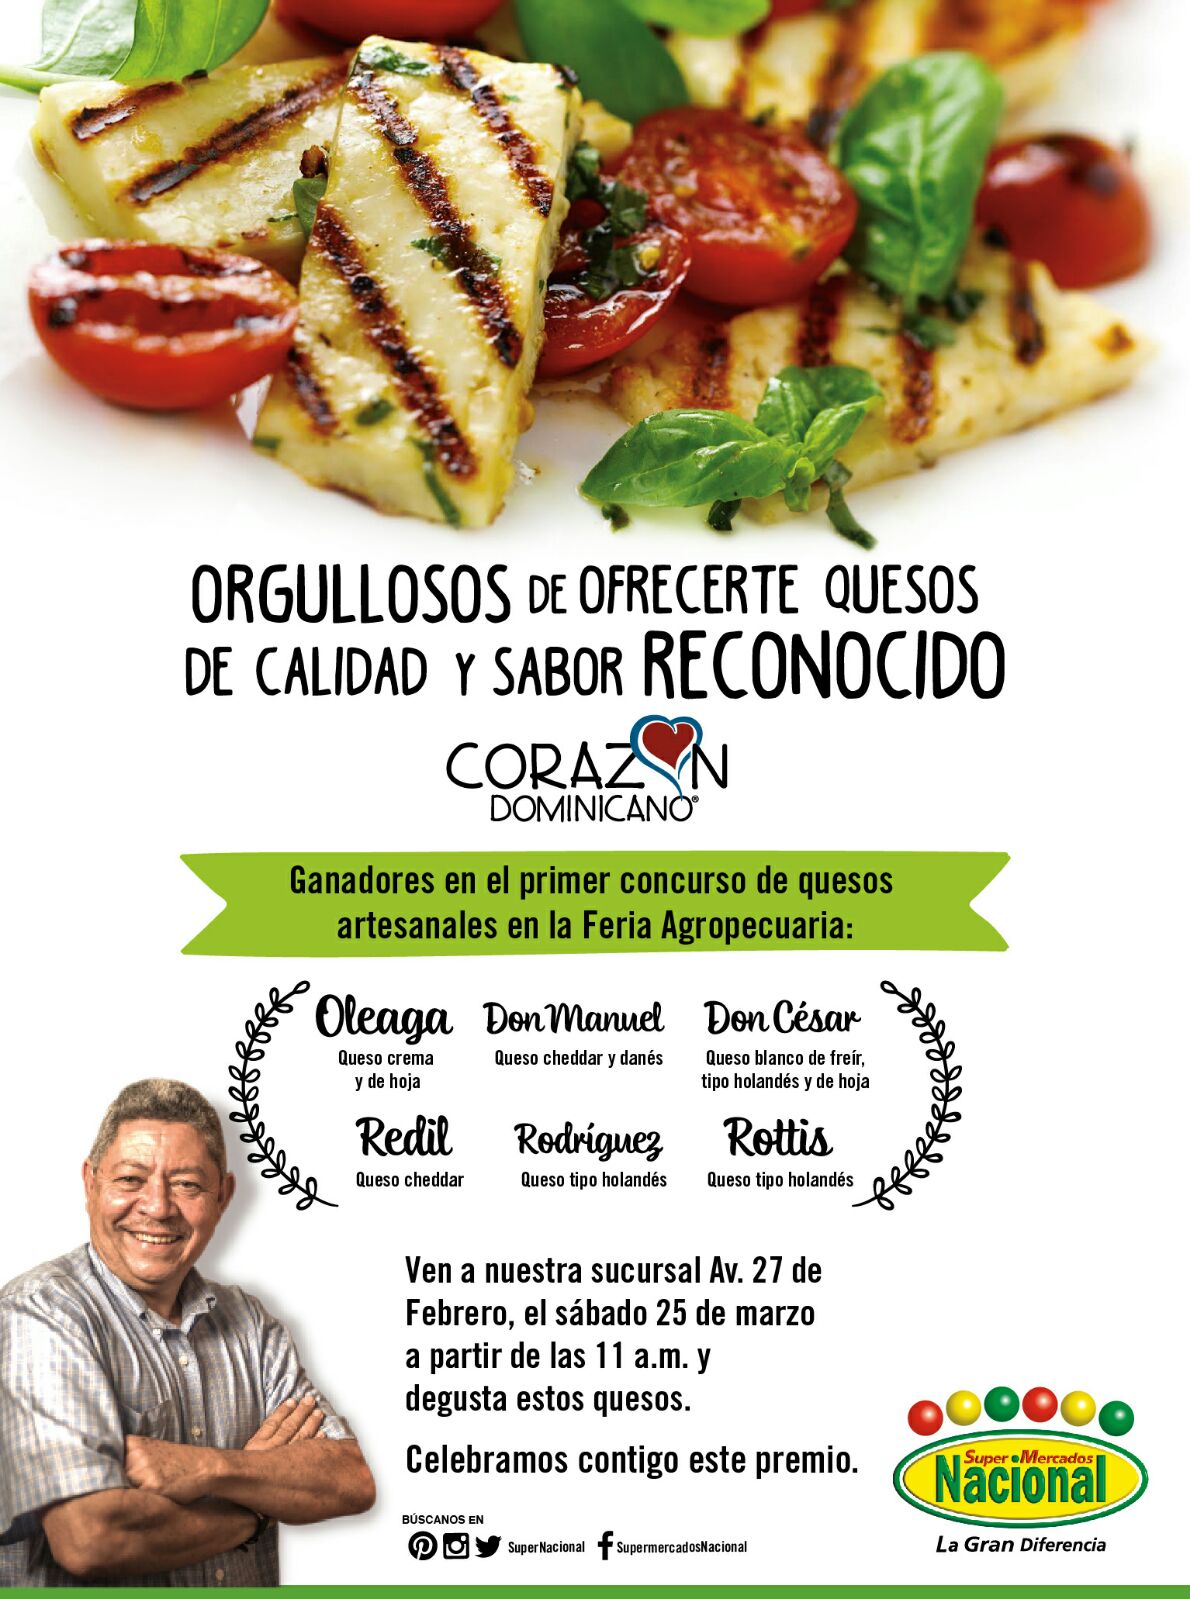 ORGULLOSOS DE OFRECERTE QUESOS
DE CALIDAD Y SABOR RECONOCIDO
CORAZON
DOMINICANO®
Ganadores en el primer concurso de quesos
artesanales en la Feria Agropecuaria:
Oleaga
Queso crema
y de hoja
Don Manuel
Queso cheddar y danés
Don César
Queso blanco de freír,
tipo holandés y de hoja
Redil
Queso cheddar
Rodríguez
Queso tipo holandés
Rottis
Queso tipo holandés
Ven a nuestra sucursal Av. 27 de
Febrero, el sábado 25 de marzo
a partir de las 11 a.m. y
degusta estos quesos.
Celebramos contigo este premio.
BÚSCANOS EN
SuperNacional
SupermercadosNacional
Super Mercados
Nacional
La Gran Diferencia